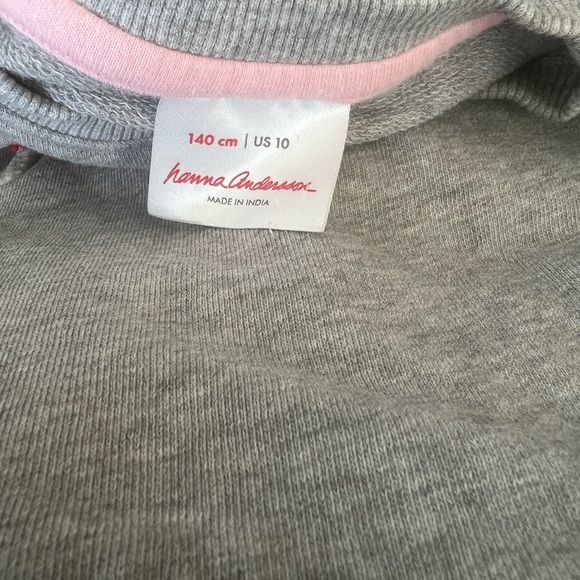 140 cm | US 10
hanna Andersson
MADE IN INDIA